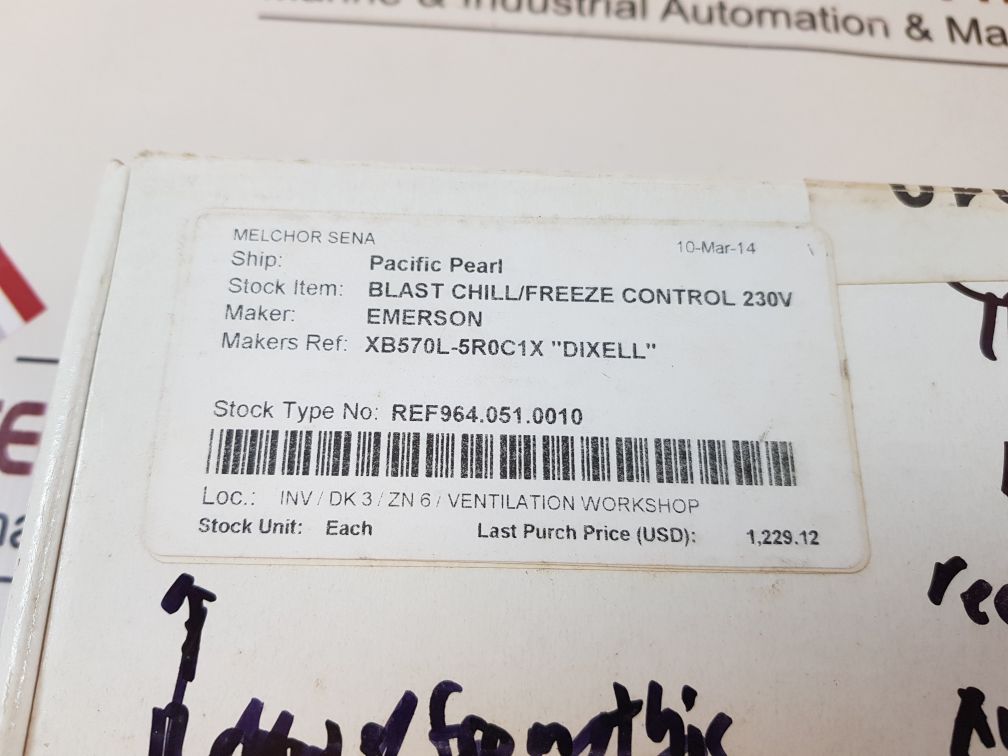 & Industrial Automation & Ma
MELCHOR SENA 10-Mar-14
Ship: Pacific Pearl
Stock Item: BLAST CHILL/FREEZE CONTROL 230V
Maker: EMERSON
Makers Ref: XB570L-5R0C1X "DIXELL"
Stock Type No: REF964.051.0010
Loc.: INV / DK 3 / ZN 6 / VENTILATION WORKSHOP
Stock Unit: Each Last Purch Price (USD): 1,229.12
from this